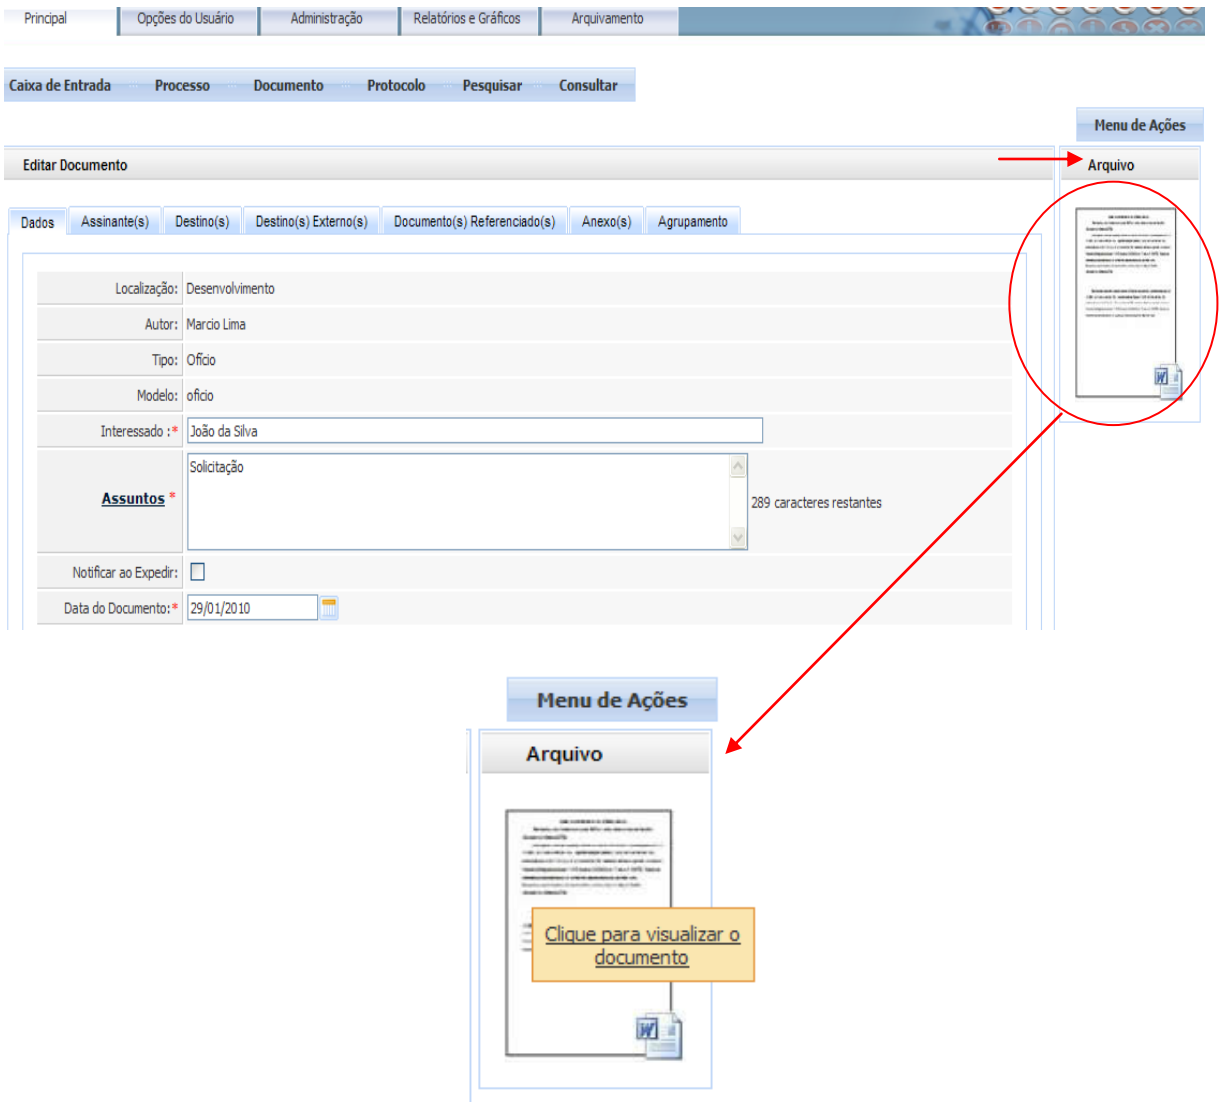 Principal Opções do Usuário Administração Relatórios e Gráficos Arquivamento
Caixa de Entrada Processo Documento Protocolo Pesquisar Consultar
Menu de Ações
Editar Documento
Arquivo
Dados Assinante(s) Destino(s) Destino(s) Externo(s) Documento(s) Referenciado(s) Anexo(s) Agrupamento
Localização: Desenvolvimento
Autor: Marcio Lima
Tipo: Ofício
Modelo: oficio
Interessado :* João da Silva
Assuntos * Solicitação
289 caracteres restantes
Notificar ao Expedir:
Data do Documento:* 29/01/2010
Menu de Ações
Arquivo
Clique para visualizar o
documento